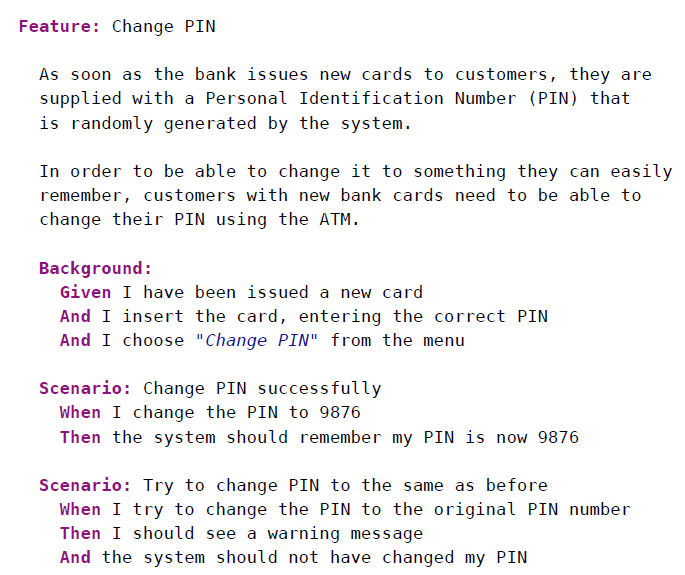 Feature: Change PIN
As soon as the bank issues new cards to customers, they are
supplied with a Personal Identification Number (PIN) that
is randomly generated by the system.
In order to be able to change it to something they can easily
remember, customers with new bank cards need to be able to
change their PIN using the ATM.
Background:
Given I have been issued a new card
And I insert the card, entering the correct PIN
And I choose "Change PIN" from the menu
Scenario: Change PIN successfully
When I change the PIN to 9876
Then the system should remember my PIN is now 9876
Scenario: Try to change PIN to the same as before
When I try to change the PIN to the original PIN number
Then I should see a warning message
And the system should not have changed my PIN